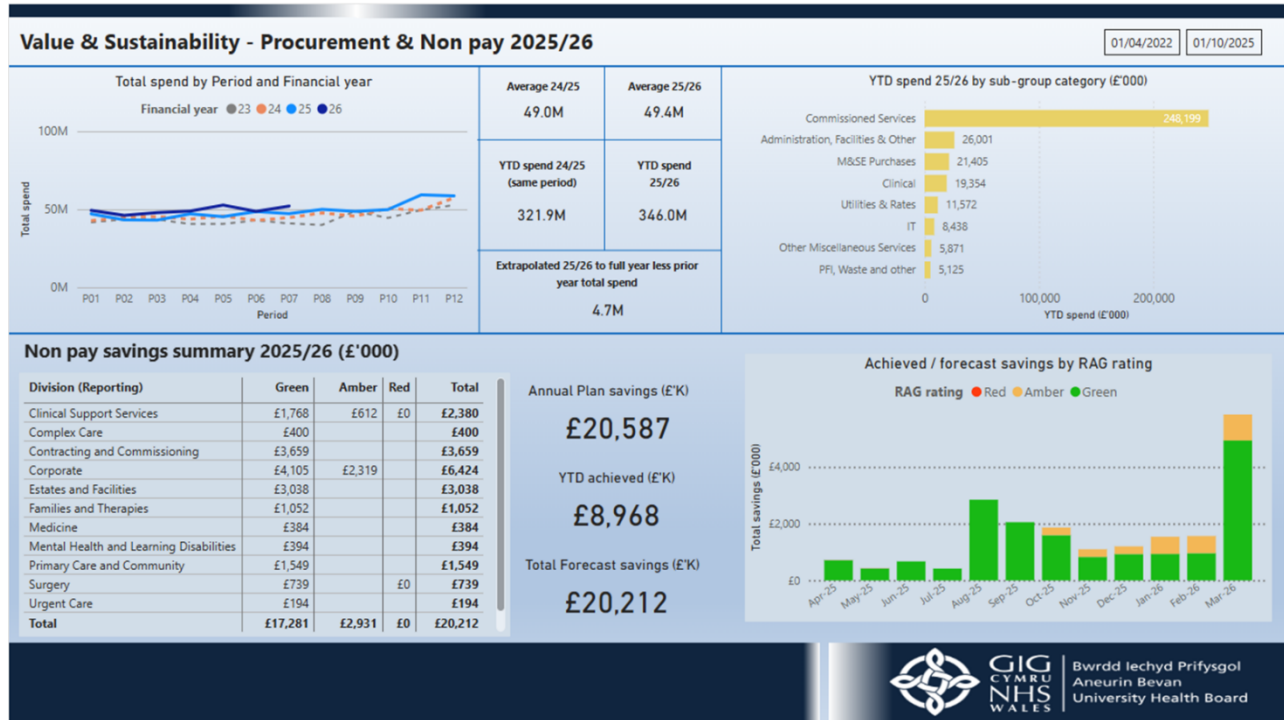 Value & Sustainability - Procurement & Non pay 2025/26
01/04/2022 01/10/2025
Total spend by Period and Financial year
Financial year 23 24 25 26
100M
50M
0M
Total spend
P01 P02 P03 P04 P05 P06 P07 P08 P09 P10 P11 P12
Period
Average 24/25
49.0M
Average 25/26
49.4M
YTD spend 24/25
(same period)
321.9M
YTD spend
25/26
346.0M
Extrapolated 25/26 to full year less prior
year total spend
4.7M
YTD spend 25/26 by sub-group category (£'000)
Commissioned Services 248,199
Administration, Facilities & Other 26,001
M&SE Purchases 21,405
Clinical 19,354
Utilities & Rates 11,572
IT 8,438
Other Miscellaneous Services 5,871
PFI, Waste and other 5,125
0 100,000 200,000
YTD spend (£'000)
Non pay savings summary 2025/26 (£'000)
Division (Reporting) Green Amber Red Total
Clinical Support Services £1,768 £612 £0 £2,380
Complex Care £400 £400
Contracting and Commissioning £3,659 £3,659
Corporate £4,105 £2,319 £6,424
Estates and Facilities £3,038 £3,038
Families and Therapies £1,052 £1,052
Medicine £384 £384
Mental Health and Learning Disabilities £394 £394
Primary Care and Community £1,549 £1,549
Surgery £739 £0 £739
Urgent Care £194 £194
Total £17,281 £2,931 £0 £20,212
Annual Plan savings (£'K)
£20,587
YTD achieved (£'K)
£8,968
Total Forecast savings (£'K)
£20,212
Achieved / forecast savings by RAG rating
RAG rating Red Amber Green
Total savings (£'000)
£4,000
£2,000
£0
Apr-25 May-25 Jun-25 Jul-25 Aug-25 Sep-25 Oct-25 Nov-25 Dec-25 Jan-26 Feb-26 Mar-26
GIG
CYMRU
NHS
WALES
Bwrdd Iechyd Prifysgol
Aneurin Bevan
University Health Board